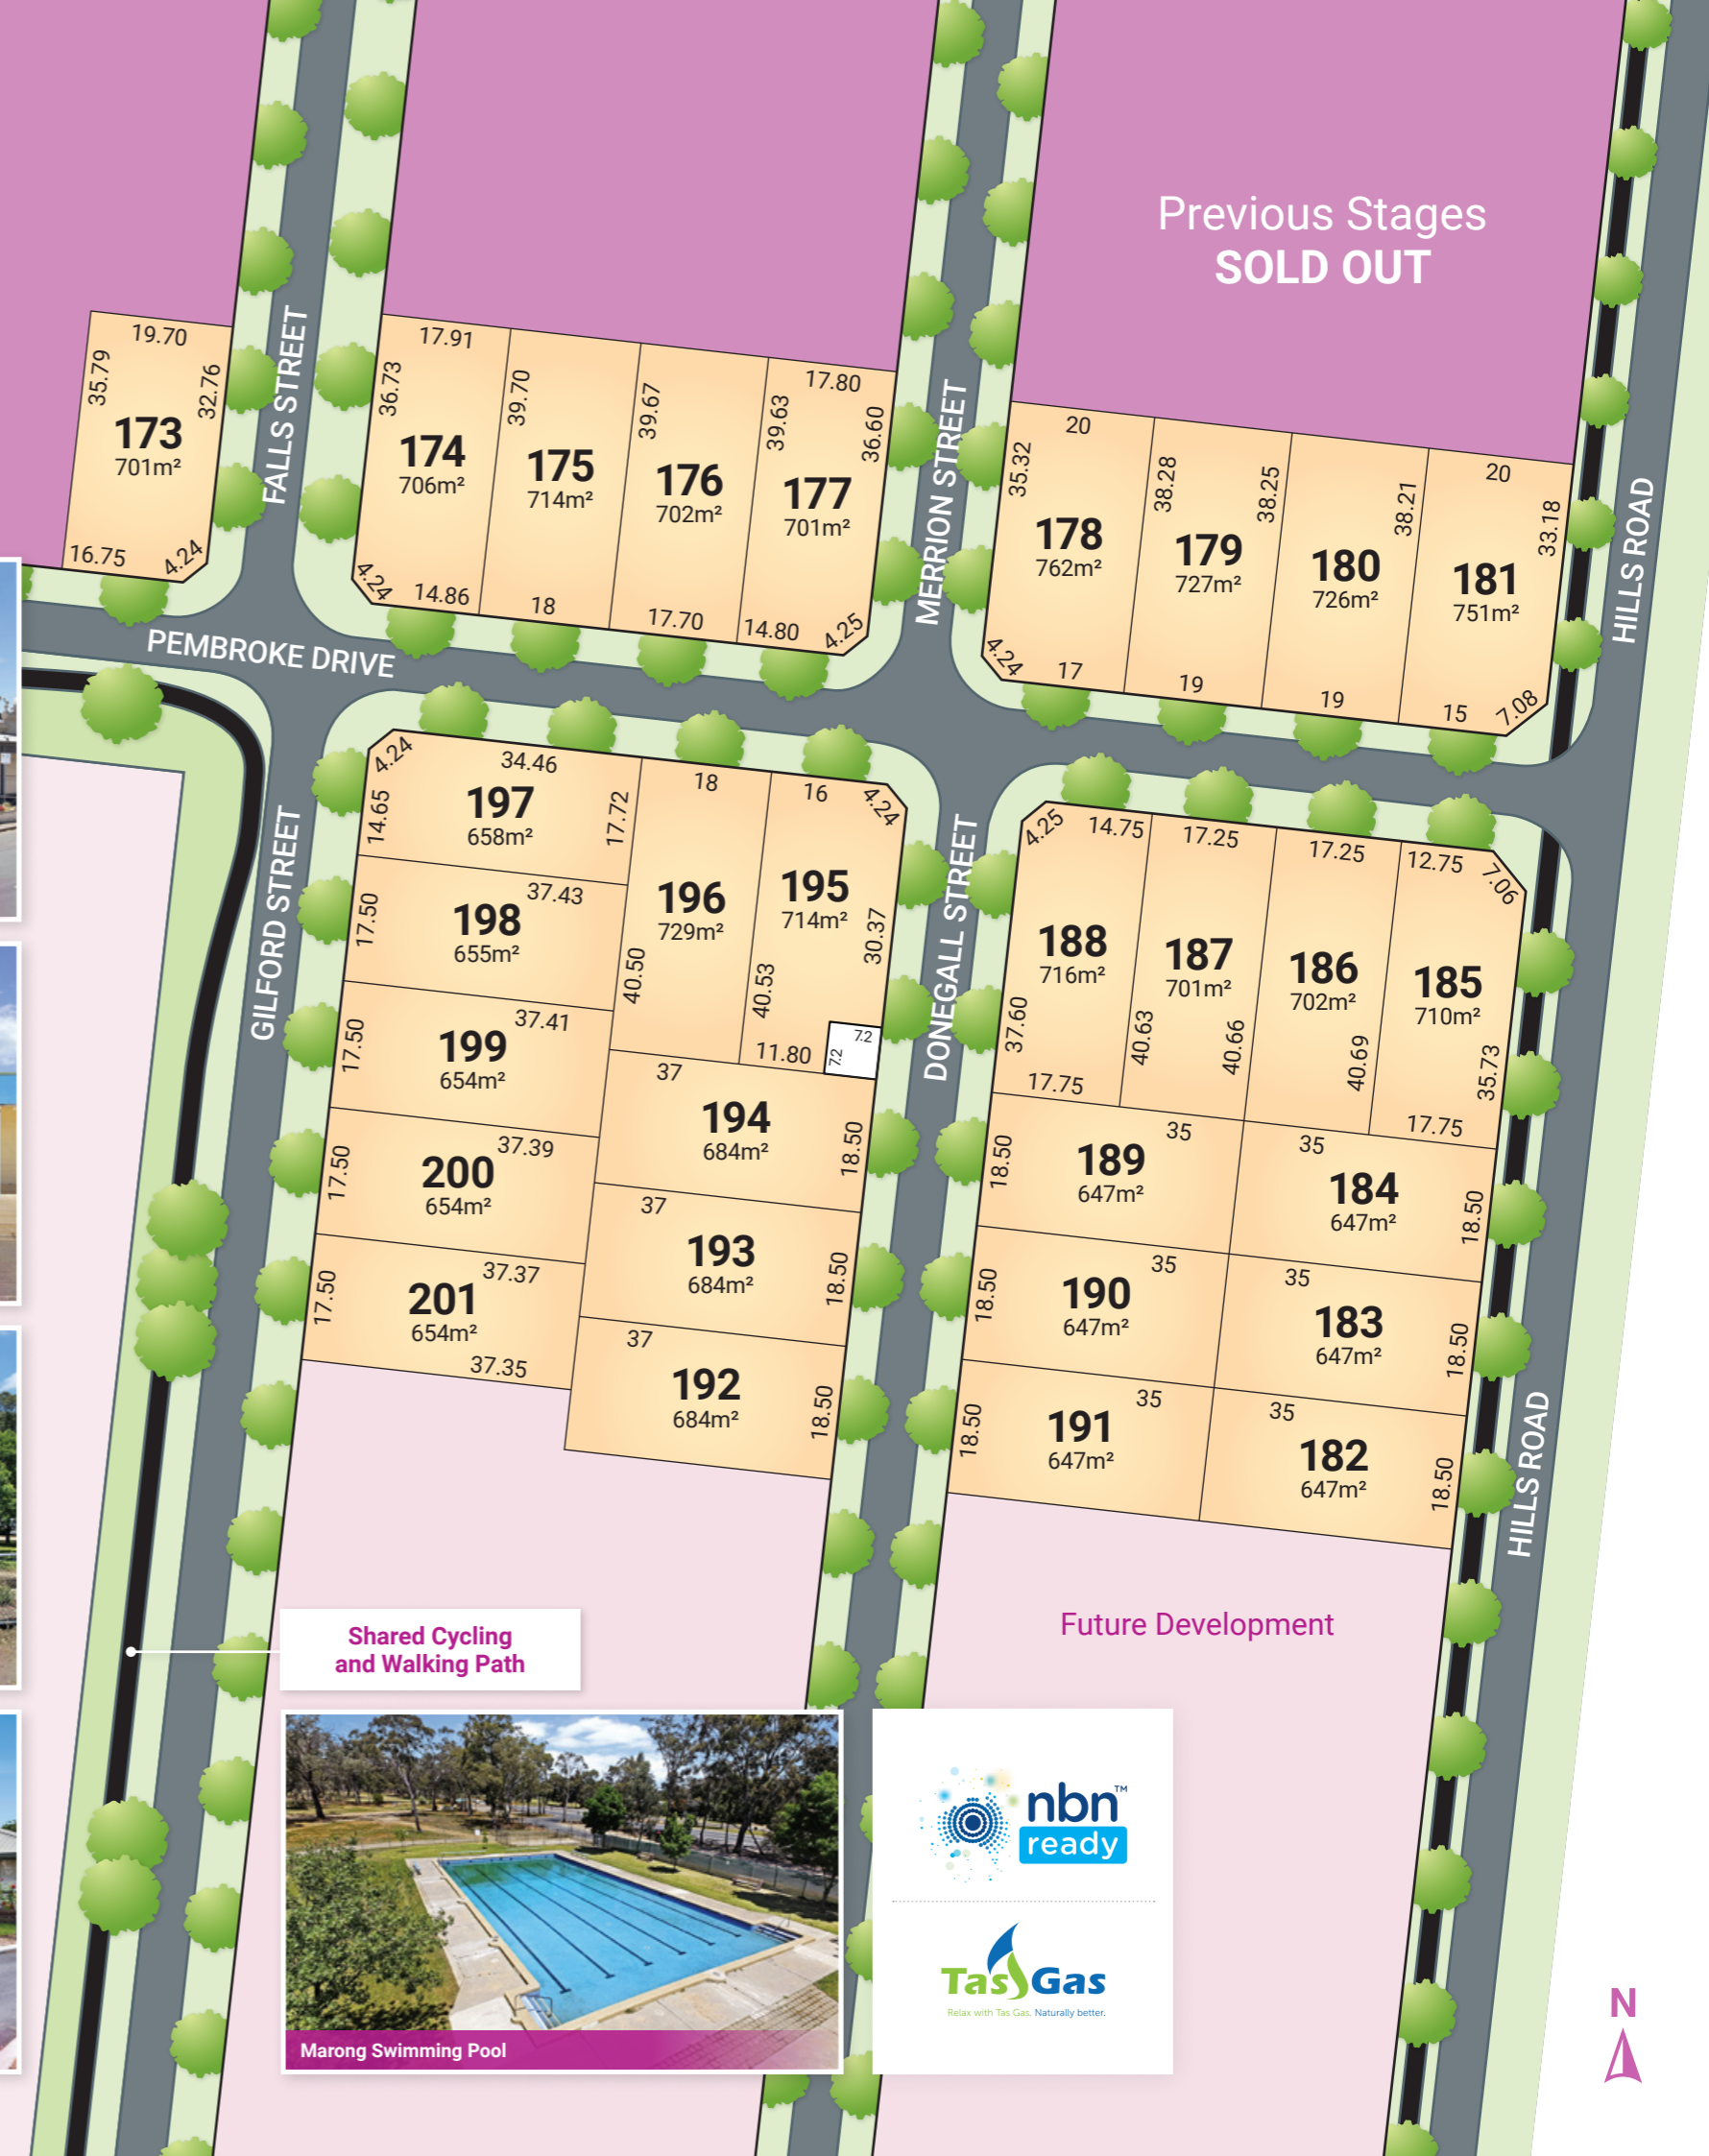 Previous Stages
SOLD OUT
19.70
35.79
32.76
173
701m²
16.75
4.24
FALLS STREET
17.91
36.73
174
706m²
4.24
14.86
39.70
175
714m²
18
39.67
176
702m²
17.70
17.80
39.63
36.60
177
701m²
14.80
4.25
MERRION STREET
20
35.32
178
762m²
4.24
17
38.28
179
727m²
19
38.25
180
726m²
19
20
38.21
33.18
181
751m²
15
7.08
HILLS ROAD
PEMBROKE DRIVE
GILFORD STREET
4.24
34.46
14.65
197
658m²
17.72
37.43
17.50
198
655m²
37.41
17.50
199
654m²
37.39
17.50
200
654m²
37.37
17.50
201
654m²
37.35
18
196
729m²
40.50
16
4.24
195
714m²
30.37
40.53
11.80
7.2
7.2
37
194
684m²
18.50
37
193
684m²
18.50
37
192
684m²
18.50
DONEGALL STREET
4.25
14.75
188
716m²
37.60
17.75
17.25
187
701m²
40.63
17.25
186
702m²
40.66
12.75
7.06
185
710m²
40.69
35.73
17.75
35
18.50
189
647m²
35
184
647m²
18.50
35
18.50
190
647m²
35
183
647m²
18.50
35
18.50
191
647m²
35
182
647m²
18.50
HILLS ROAD
Future Development
Shared Cycling
and Walking Path
Marong Swimming Pool
nbn™
ready
Tas Gas
Relax with Tas Gas. Naturally better.
N